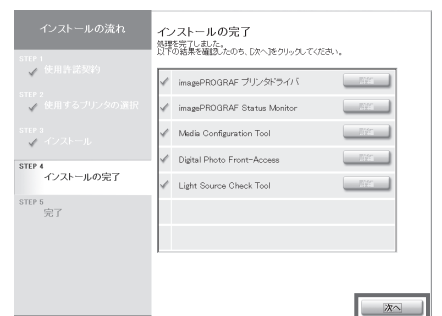 インストールの流れ
STEP 1
使用許諾契約
STEP 2
使用するプリンタの選択
STEP 3
インストール
STEP 4
インストールの完了
STEP 5
完了
インストールの完了
処理を完了しました。
以下の結果を確認したのち、[次へ]をクリックしてください。
imagePROGRAF プリンタドライバ
imagePROGRAF Status Monitor
Media Configuration Tool
Digital Photo Front-Access
Light Source Check Tool
次へ